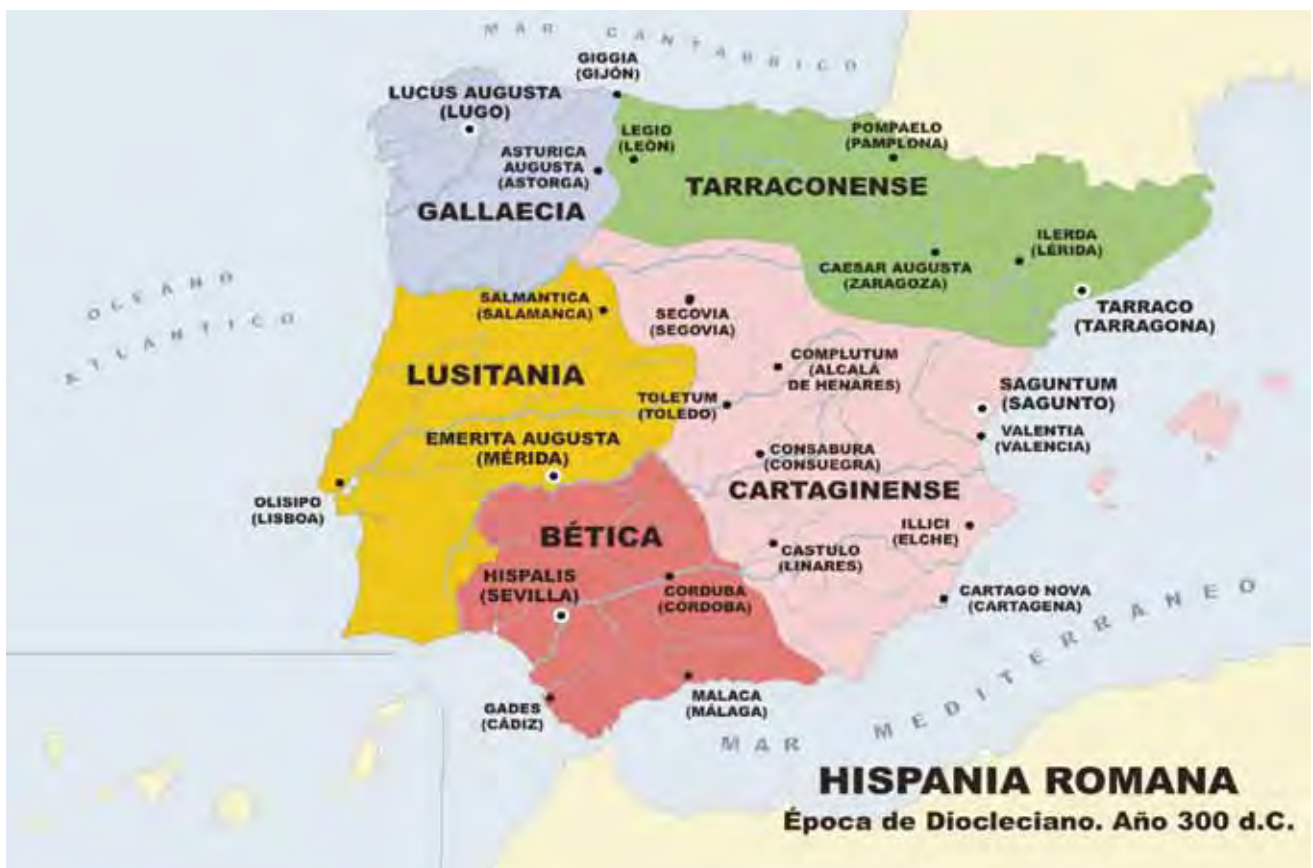 MAR CANTÁBRICO
GIGGIA
(GIJÓN)
LUCUS AUGUSTA
(LUGO)
LEGIO
(LEÓN)
POMPAELO
(PAMPLONA)
ASTURICA
AUGUSTA
(ASTORGA)
TARRACONENSE
GALLAECIA
ILERDA
(LÉRIDA)
CAESAR AUGUSTA
(ZARAGOZA)
OCEANO
ATLÁNTICO
SALMANTICA
(SALAMANCA)
SEGOVIA
(SEGOVIA)
TARRACO
(TARRAGONA)
LUSITANIA
COMPLUTUM
(ALCALÁ
DE HENARES)
TOLETUM
(TOLEDO)
SAGUNTUM
(SAGUNTO)
VALENTIA
(VALENCIA)
EMERITA AUGUSTA
(MÉRIDA)
CONSABURA
(CONSUEGRA)
CARTAGINENSE
OLISIPO
(LISBOA)
BÉTICA
ILLICI
(ELCHE)
CASTULO
(LINARES)
HISPALIS
(SEVILLA)
CORDUBA
(CÓRDOBA)
CARTAGO NOVA
(CARTAGENA)
GADES
(CÁDIZ)
MALACA
(MÁLAGA)
MAR MEDITERRANEO
HISPANIA ROMANA
Época de Diocleciano. Año 300 d.C.